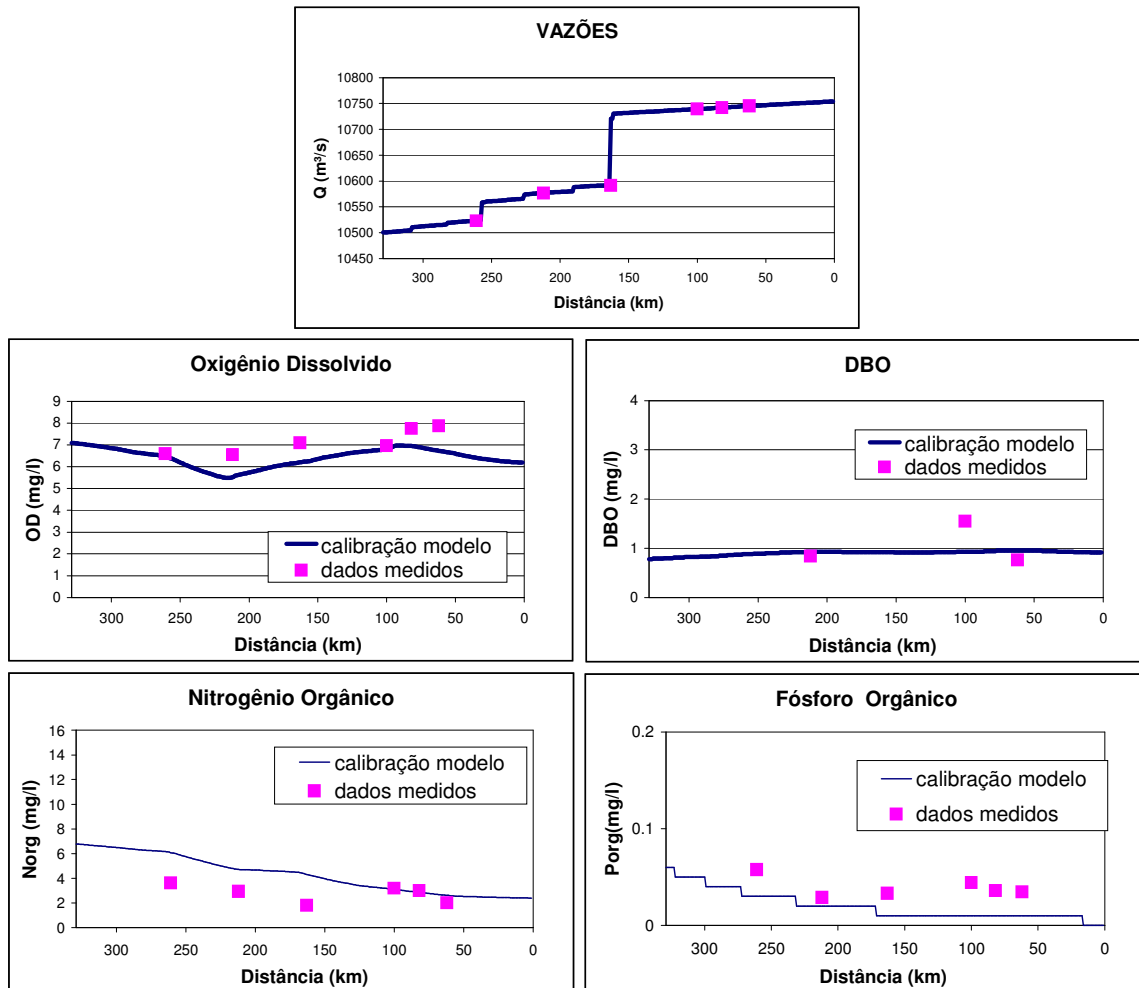 VAZÕES
Q (m³/s)
10800
10750
10700
10650
10600
10550
10500
10450
300 250 200 150 100 50 0
Distância (km)
Oxigênio Dissolvido
OD (mg/l)
9
8
7
6
5
4
3
2
1
0
calibração modelo
dados medidos
300 250 200 150 100 50 0
Distância (km)
DBO
DBO (mg/l)
4
3
2
1
0
calibração modelo
dados medidos
300 250 200 150 100 50 0
Distância (km)
Nitrogênio Orgânico
Norg (mg/l)
16
14
12
10
8
6
4
2
0
calibração modelo
dados medidos
300 250 200 150 100 50 0
Distância (km)
Fósforo Orgânico
Porg(mg/l)
0.2
0.1
0
calibração modelo
dados medidos
300 250 200 150 100 50 0
Distância (km)